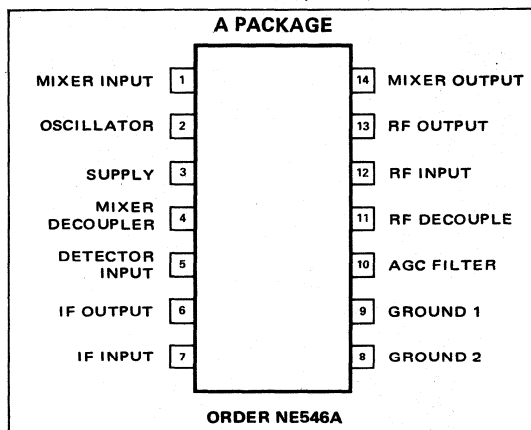 A PACKAGE
MIXER INPUT 1 14 MIXER OUTPUT
OSCILLATOR 2 13 RF OUTPUT
SUPPLY 3 12 RF INPUT
MIXER
DECOUPLER 4 11 RF DECOUPLE
DETECTOR
INPUT 5 10 AGC FILTER
IF OUTPUT 6 9 GROUND 1
IF INPUT 7 8 GROUND 2
ORDER NE546A